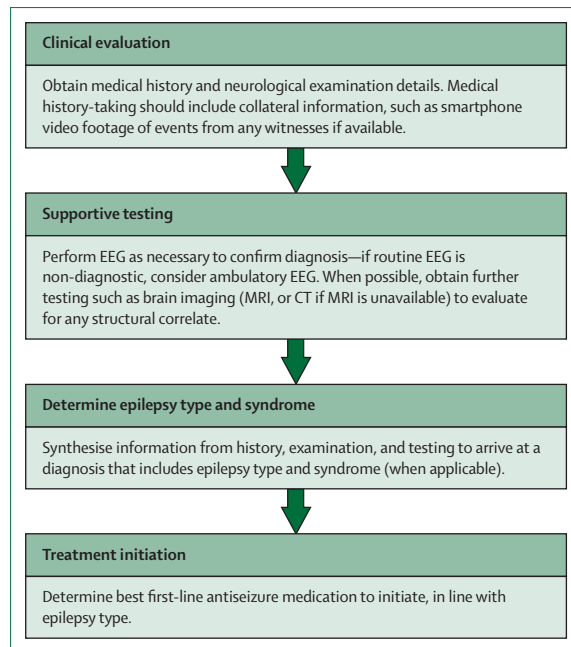 Clinical evaluation
Obtain medical history and neurological examination details. Medical
history-taking should include collateral information, such as smartphone
video footage of events from any witnesses if available.
Supportive testing
Perform EEG as necessary to confirm diagnosis—if routine EEG is
non-diagnostic, consider ambulatory EEG. When possible, obtain further
testing such as brain imaging (MRI, or CT if MRI is unavailable) to evaluate
for any structural correlate.
Determine epilepsy type and syndrome
Synthesise information from history, examination, and testing to arrive at a
diagnosis that includes epilepsy type and syndrome (when applicable).
Treatment initiation
Determine best first-line antiseizure medication to initiate, in line with
epilepsy type.